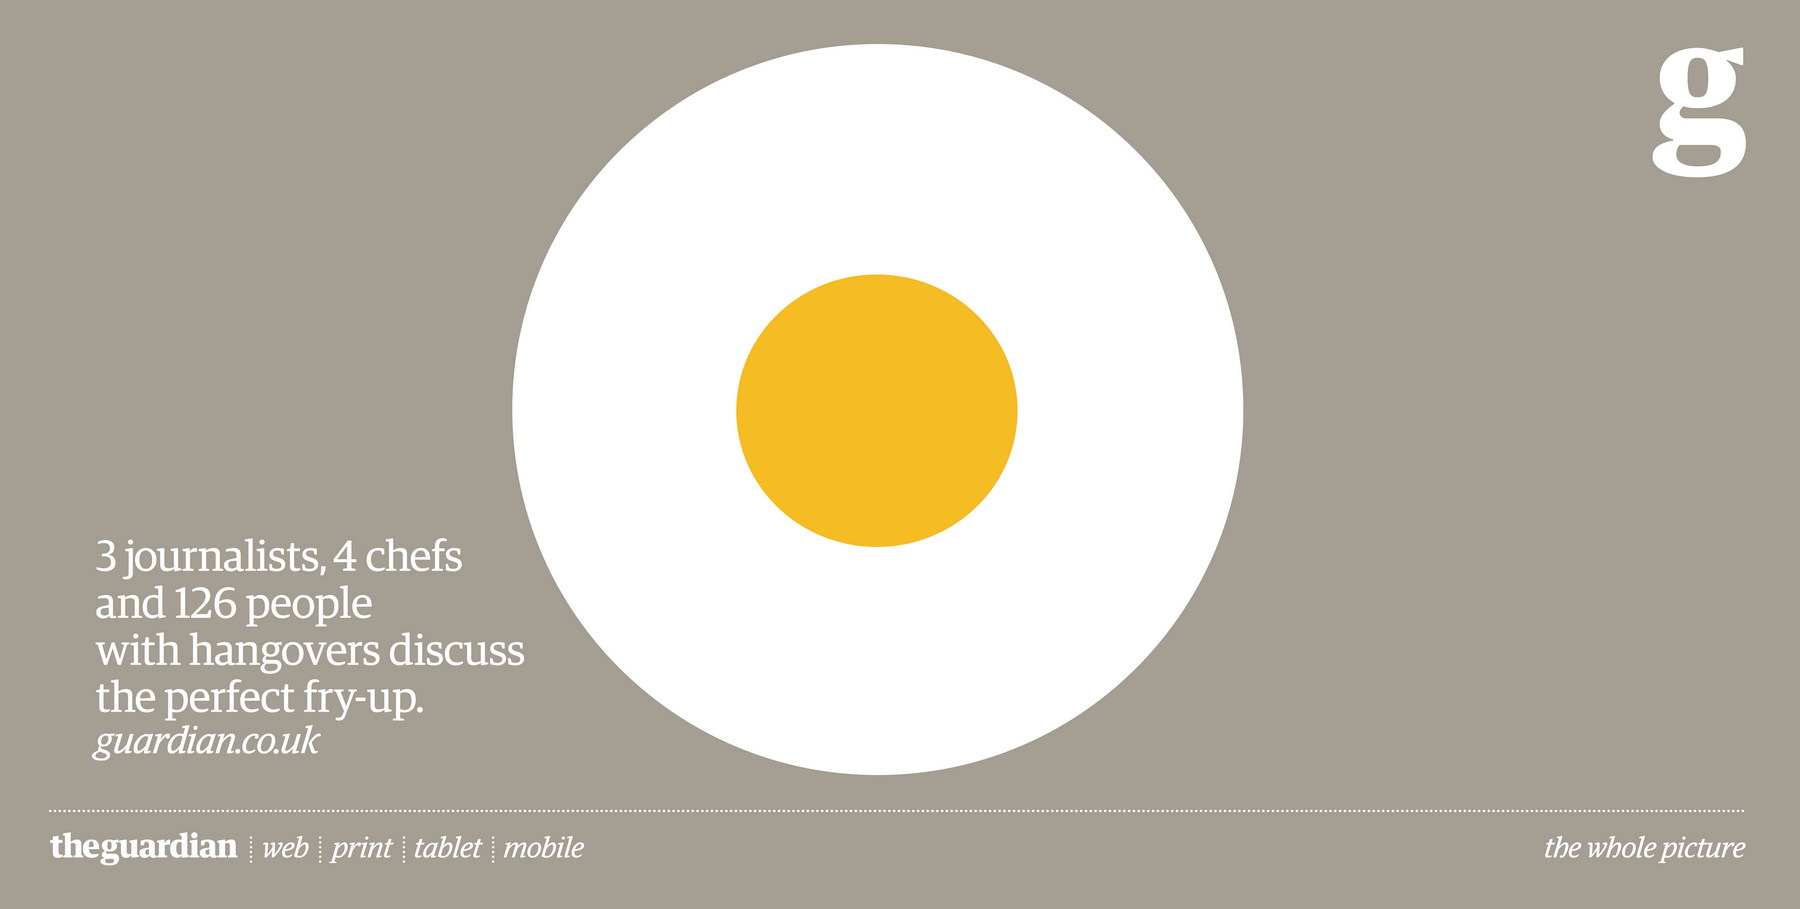 g
3 journalists, 4 chefs
and 126 people
with hangovers discuss
the perfect fry-up.
guardian.co.uk
theguardian web print tablet mobile
the whole picture